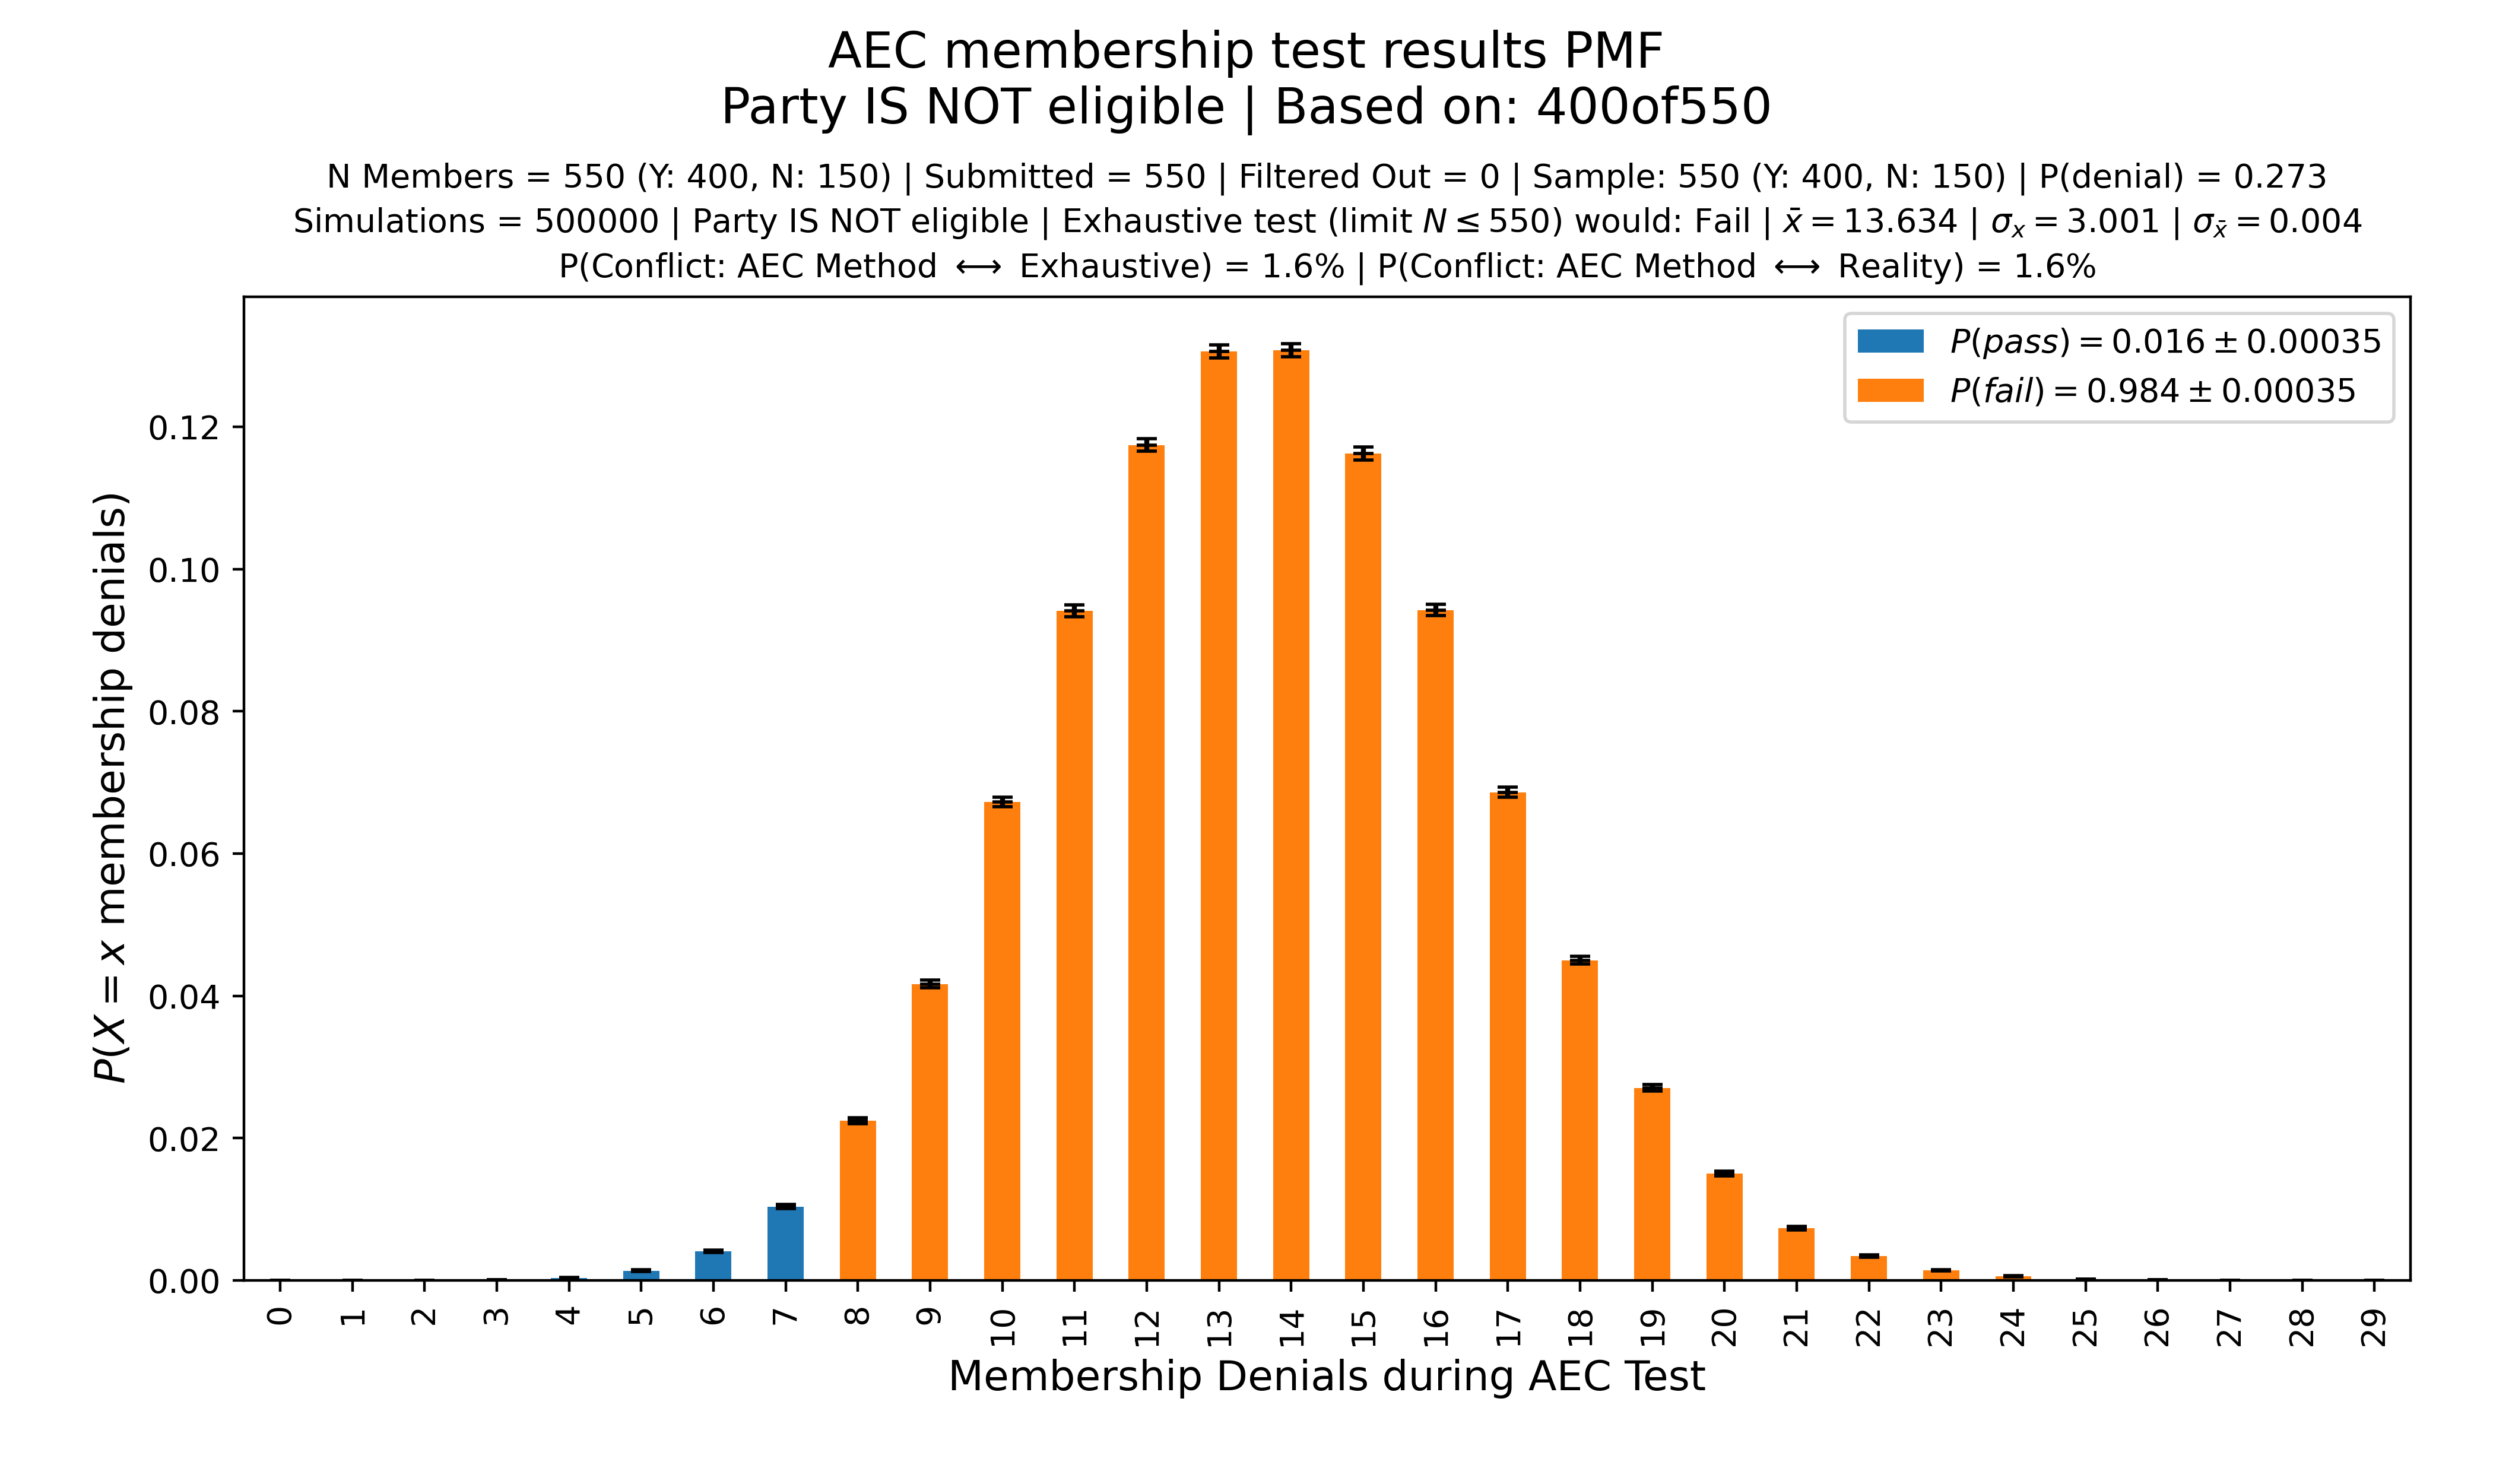 AEC membership test results PMF
Party IS NOT eligible | Based on: 400of550
N Members = 550 (Y: 400, N: 150) | Submitted = 550 | Filtered Out = 0 | Sample: 550 (Y: 400, N: 150) | P(denial) = 0.273
Simulations = 500000 | Party IS NOT eligible | Exhaustive test (limit N ≤ 550) would: Fail | x̄ = 13.634 | σₓ = 3.001 | σ_x̄ = 0.004
P(Conflict: AEC Method ⟷ Exhaustive) = 1.6% | P(Conflict: AEC Method ⟷ Reality) = 1.6%
P(pass) = 0.016 ± 0.00035
P(fail) = 0.984 ± 0.00035
P(X = x membership denials)
0.12
0.10
0.08
0.06
0.04
0.02
0.00
0 1 2 3 4 5 6 7 8 9 10 11 12 13 14 15 16 17 18 19 20 21 22 23 24 25 26 27 28 29
Membership Denials during AEC Test